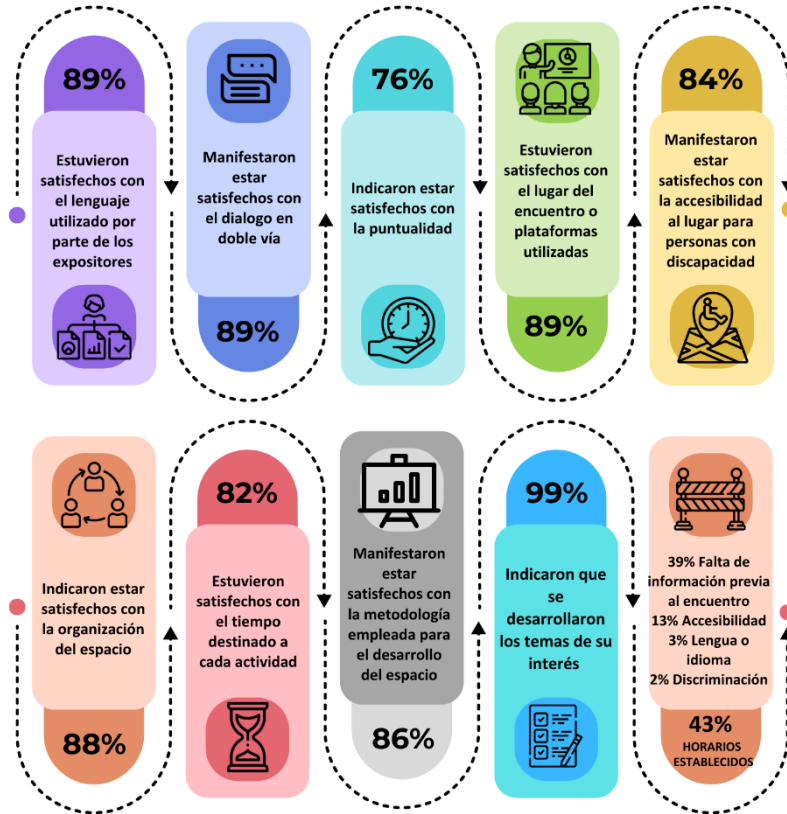 89%
Estuvieron
satisfechos con
el lenguaje
utilizado por
parte de los
expositores
Manifestaron
estar
satisfechos con
el dialogo en
doble vía
89%
76%
Indicaron estar
satisfechos con
la puntualidad
Estuvieron
satisfechos con
el lugar del
encuentro o
plataformas
utilizadas
89%
84%
Manifestaron
estar
satisfechos con
la accesibilidad
al lugar para
personas con
discapacidad
Indicaron estar
satisfechos con
la organización
del espacio
88%
82%
Estuvieron
satisfechos con
el tiempo
destinado a
cada actividad
Manifestaron
estar
satisfechos con
la metodología
empleada para
el desarrollo
del espacio
86%
99%
Indicaron que
se
desarrollaron
los temas de su
interés
39% Falta de
información previa
al encuentro
13% Accesibilidad
3% Lengua o
idioma
2% Discriminación
43%
HORARIOS
ESTABLECIDOS